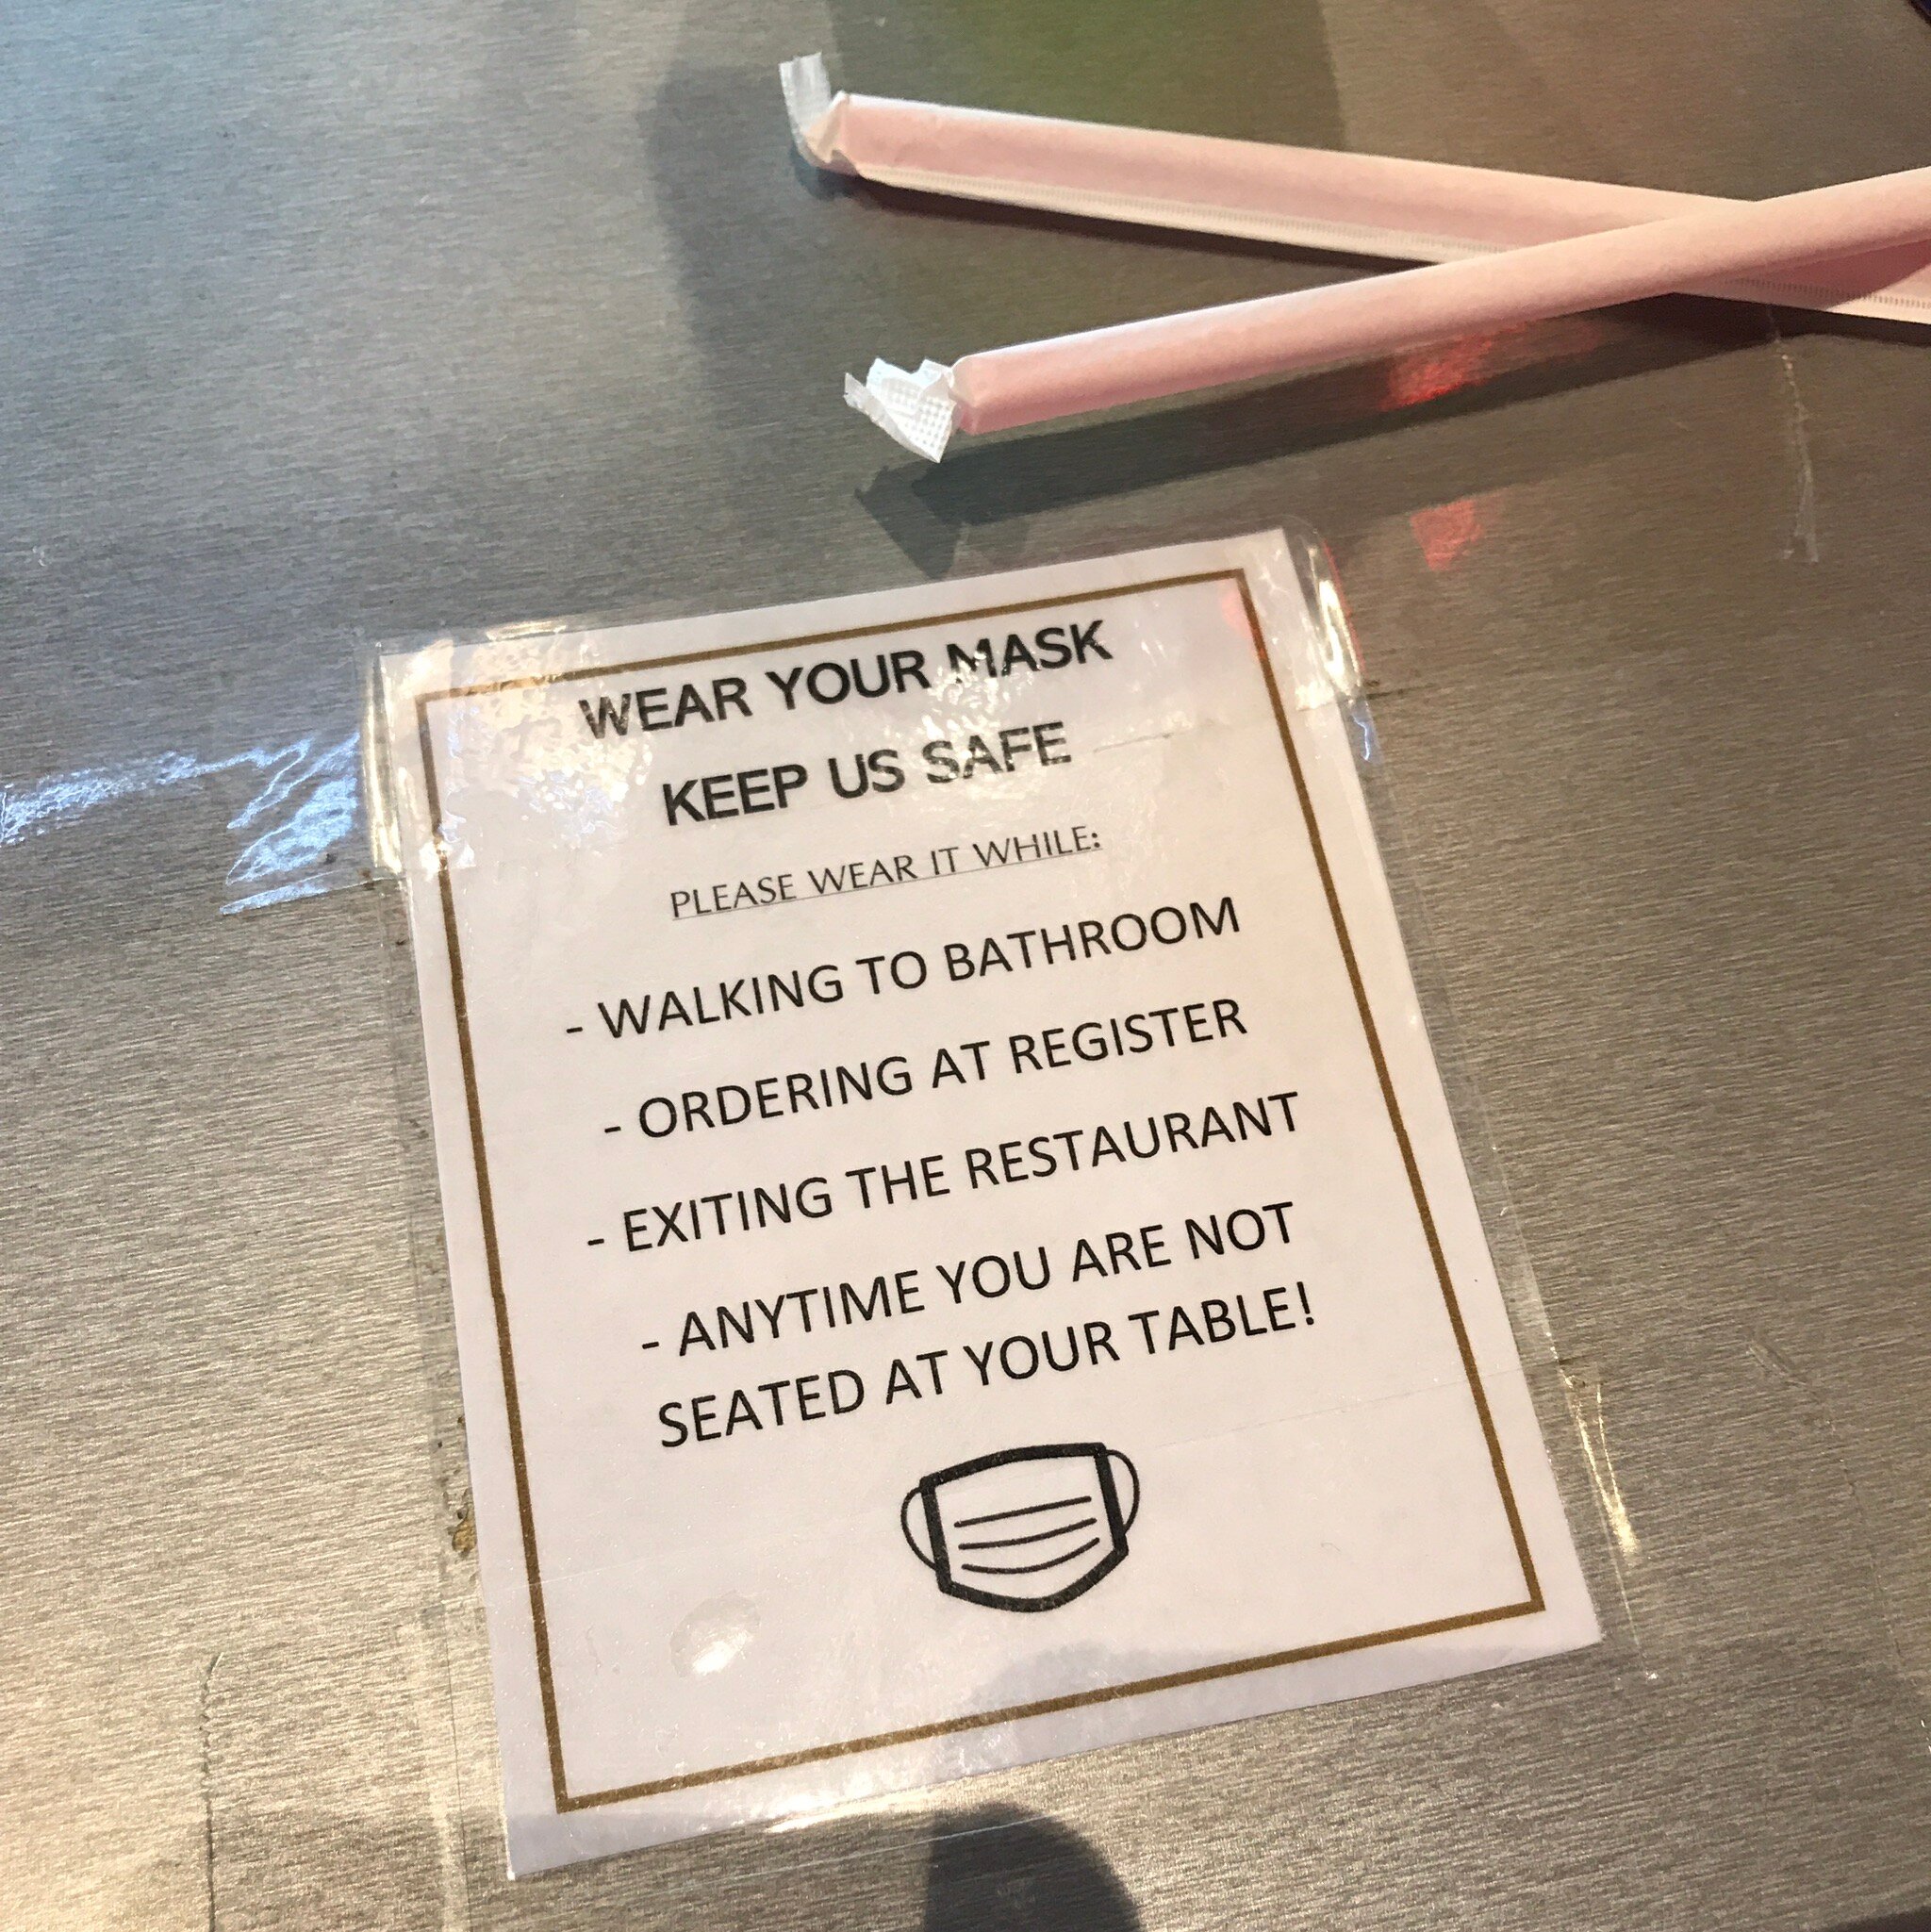 WEAR YOUR MASK
KEEP US SAFE
PLEASE WEAR IT WHILE:
- WALKING TO BATHROOM
- ORDERING AT REGISTER
- EXITING THE RESTAURANT
- ANYTIME YOU ARE NOT
SEATED AT YOUR TABLE!